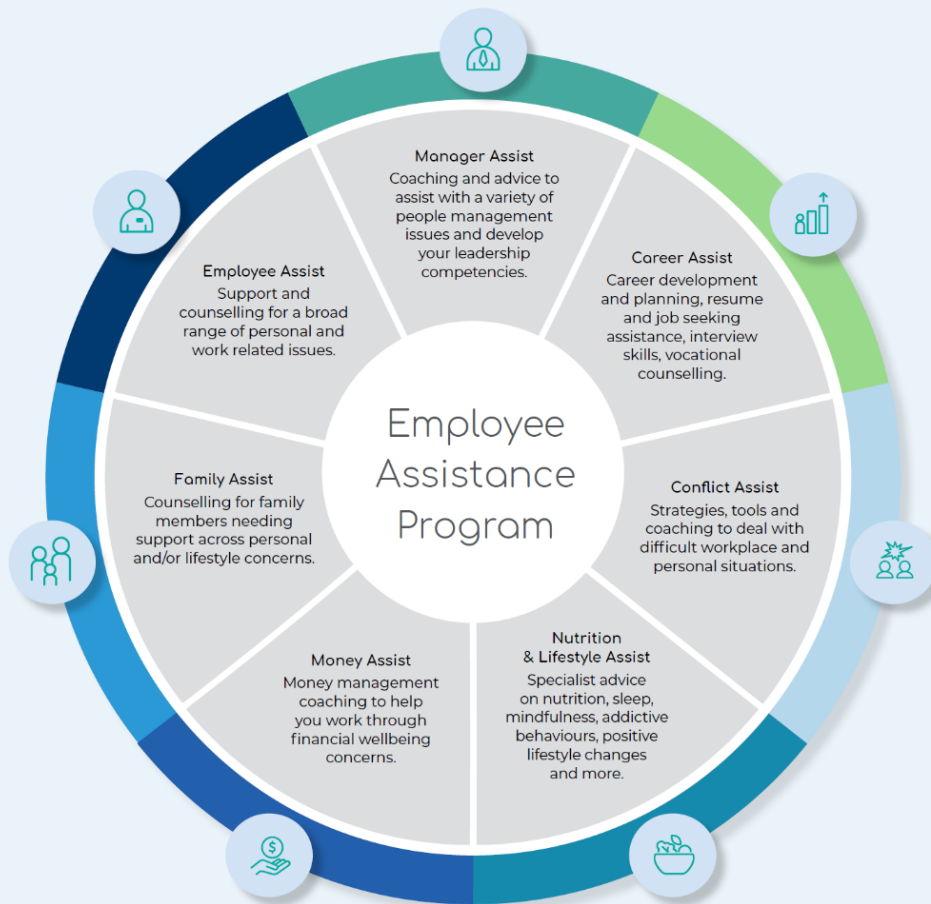 Manager Assist
Coaching and advice to
assist with a variety of
people management
issues and develop
your leadership
competencies.
Career Assist
Career development
and planning, resume
and job seeking
assistance, interview
skills, vocational
counselling.
Conflict Assist
Strategies, tools and
coaching to deal with
difficult workplace and
personal situations.
Nutrition
& Lifestyle Assist
Specialist advice
on nutrition, sleep,
mindfulness, addictive
behaviours, positive
lifestyle changes
and more.
Money Assist
Money management
coaching to help
you work through
financial wellbeing
concerns.
Family Assist
Counselling for family
members needing
support across personal
and/or lifestyle concerns.
Employee Assist
Support and
counselling for a broad
range of personal and
work related issues.
Employee
Assistance
Program
$